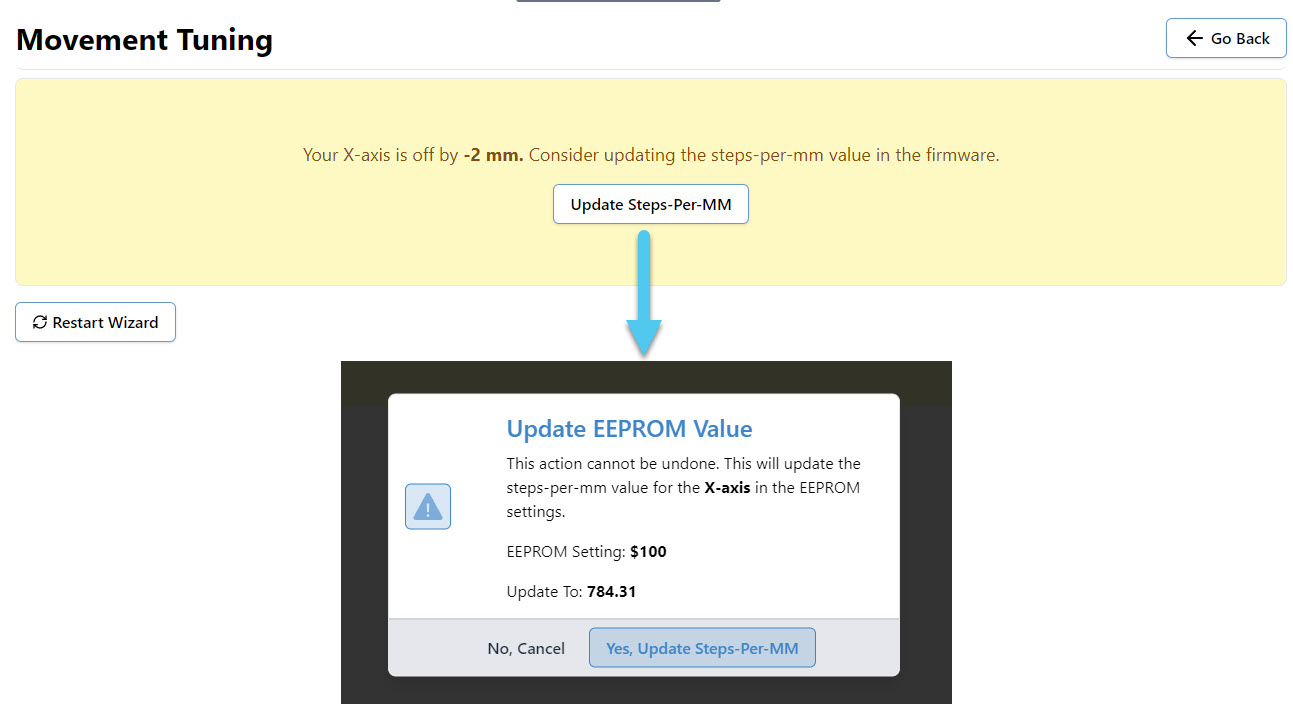 Movement Tuning
Go Back
Your X-axis is off by -2 mm. Consider updating the steps-per-mm value in the firmware.
Update Steps-Per-MM
Restart Wizard
Update EEPROM Value
This action cannot be undone. This will update the
steps-per-mm value for the X-axis in the EEPROM
settings.
EEPROM Setting: $100
Update To: 784.31
No, Cancel
Yes, Update Steps-Per-MM